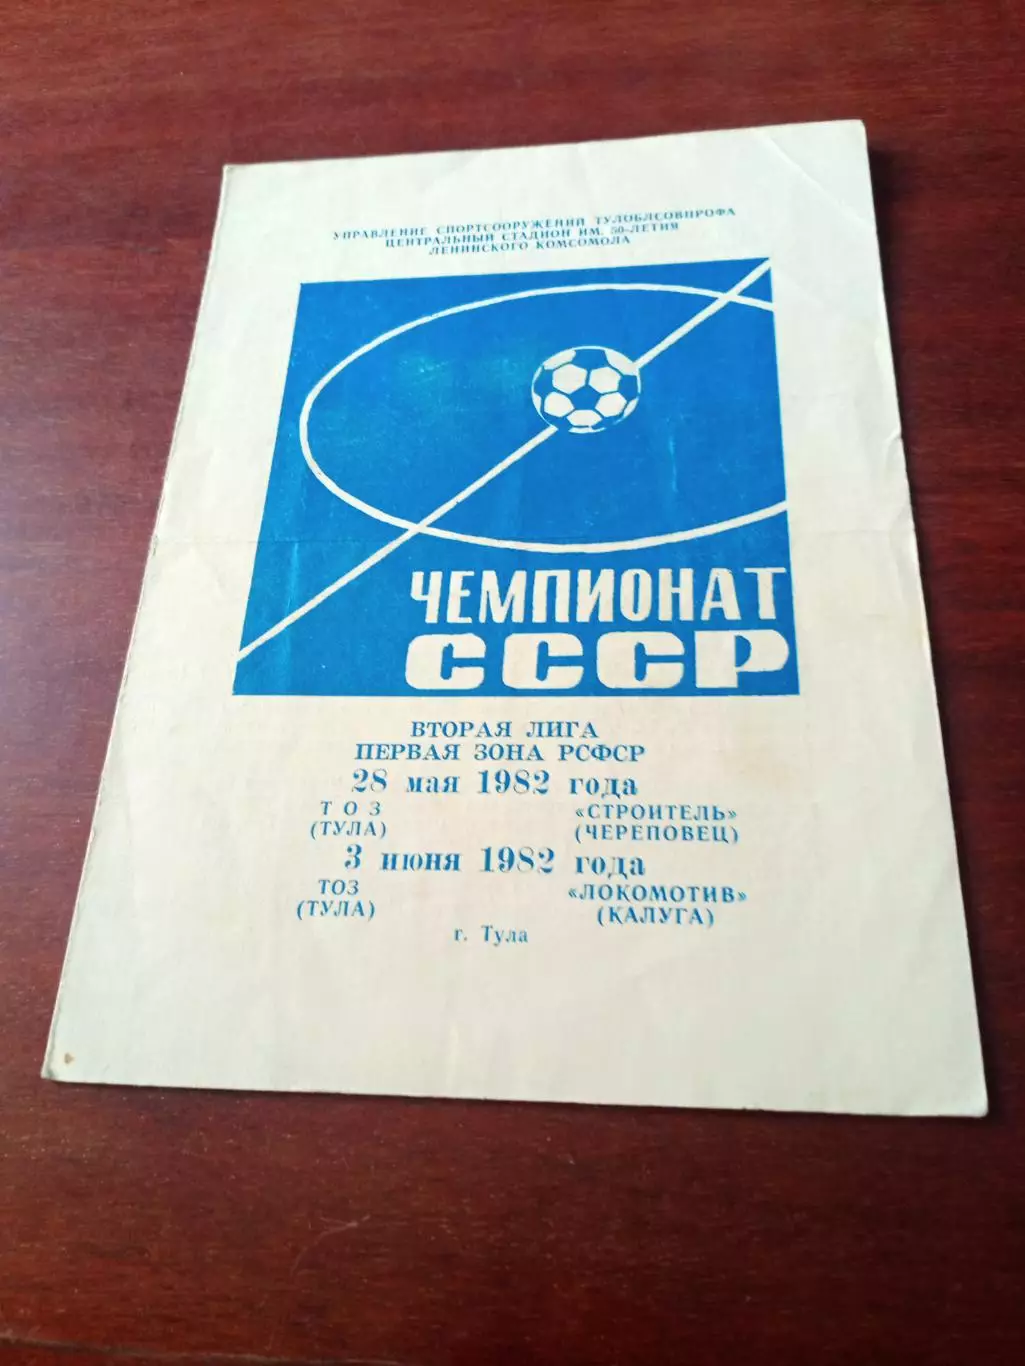 УПРАВЛЕНИЕ СПОРТСООРУЖЕНИЙ ТУЛОБЛСОВПРОФА
ЦЕНТРАЛЬНЫЙ СТАДИОН ИМ. 50-ЛЕТИЯ
ЛЕНИНСКОГО КОМСОМОЛА
ЧЕМПИОНАТ
СССР
ВТОРАЯ ЛИГА
ПЕРВАЯ ЗОНА РСФСР
28 мая 1982 года
Т О З «СТРОИТЕЛЬ»
(ТУЛА) (ЧЕРЕПОВЕЦ)
3 июня 1982 года
ТОЗ «ЛОКОМОТИВ»
(ТУЛА) (КАЛУГА)
г. Тула